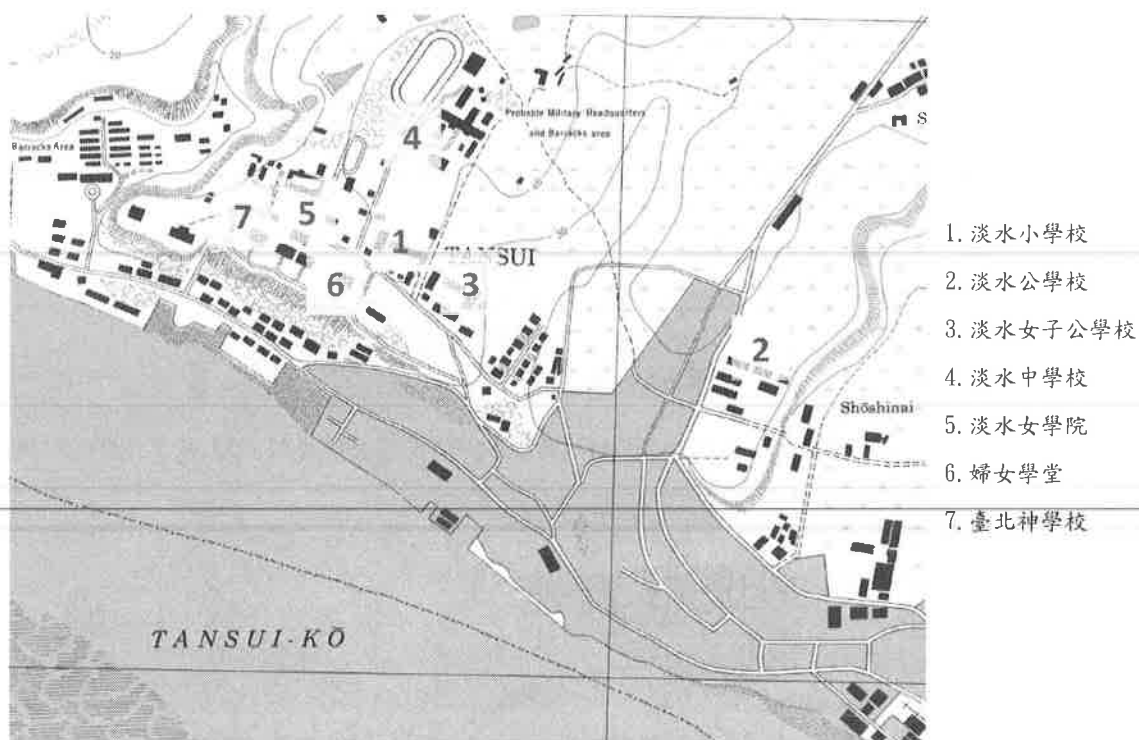 Probable Military Headquarters
and Barracks area
Barracks Area
20
S
4
7
5
1
TANSUI
6
3
2
Shōshinai
TANSUI-KŌ
1. 淡水小學校
2. 淡水公學校
3. 淡水女子公學校
4. 淡水中學校
5. 淡水女學院
6. 婦女學堂
7. 臺北神學校